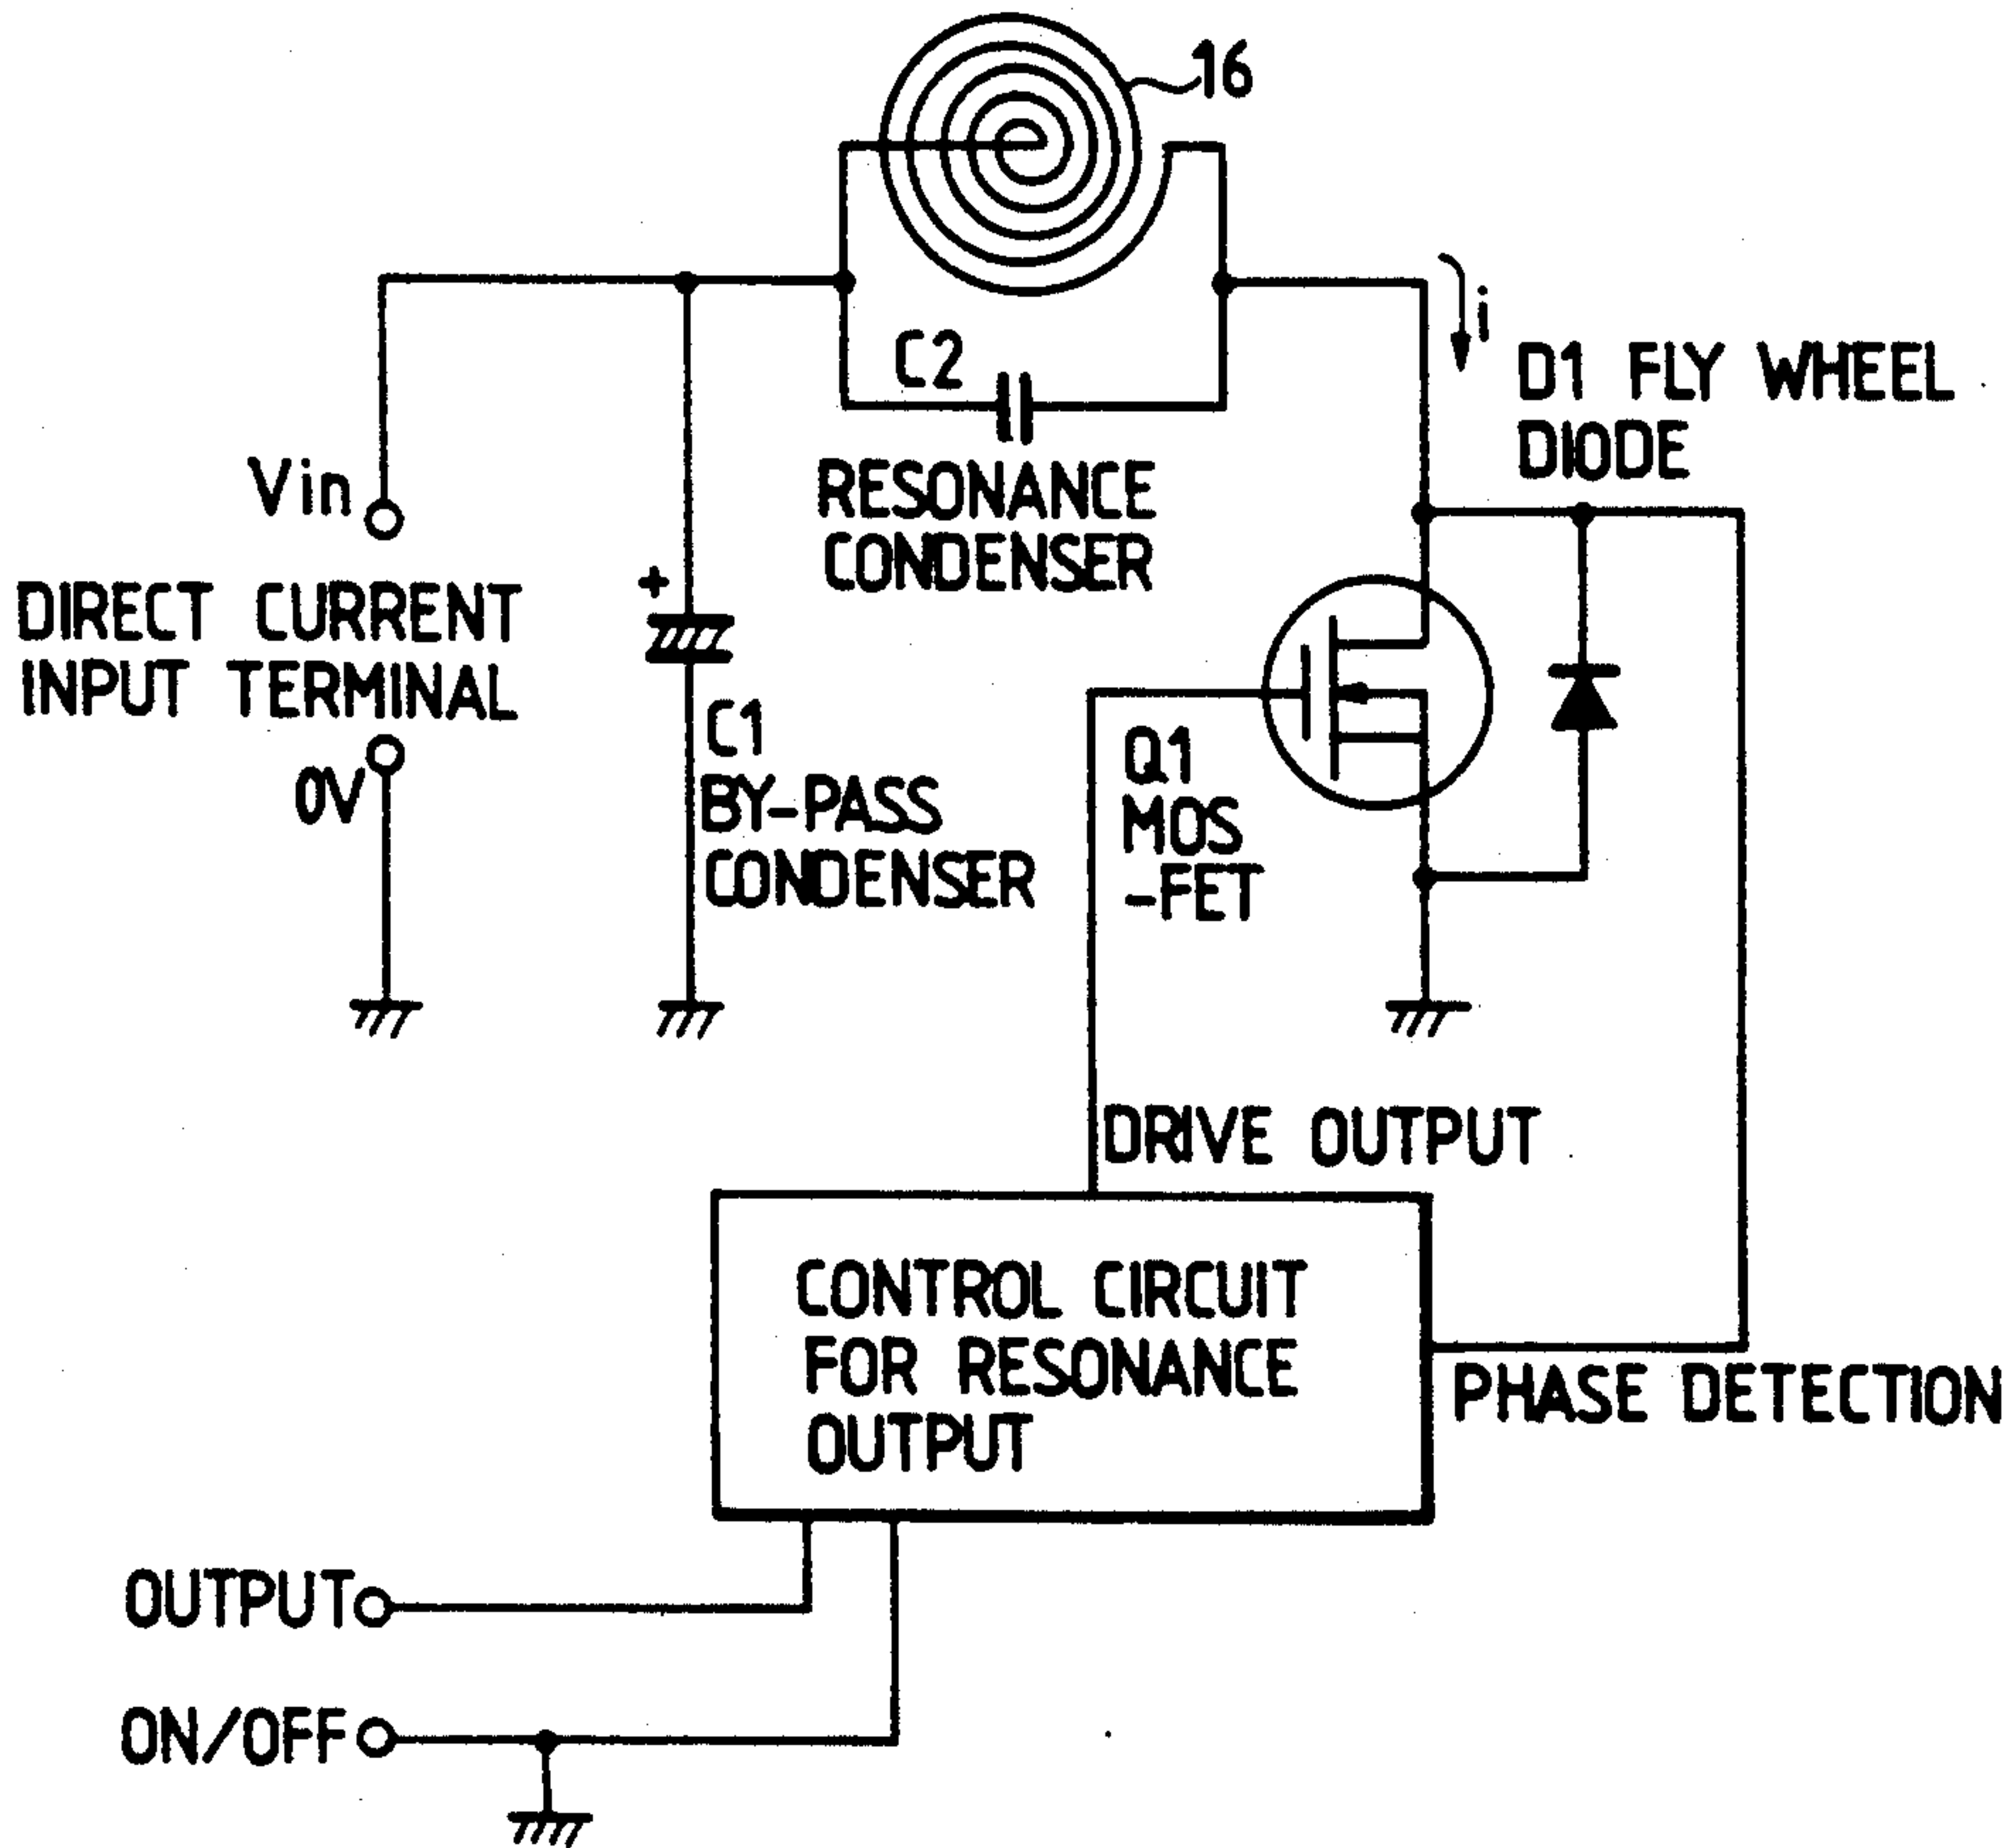 16
C2
i
D1 FLY WHEEL
DIODE
Vin
RESONANCE
CONDENSER
+
DIRECT CURRENT
INPUT TERMINAL
0V
C1
BY-PASS
CONDENSER
Q1
MOS
-FET
DRIVE OUTPUT
CONTROL CIRCUIT
FOR RESONANCE
OUTPUT
PHASE DETECTION
OUTPUT
ON/OFF